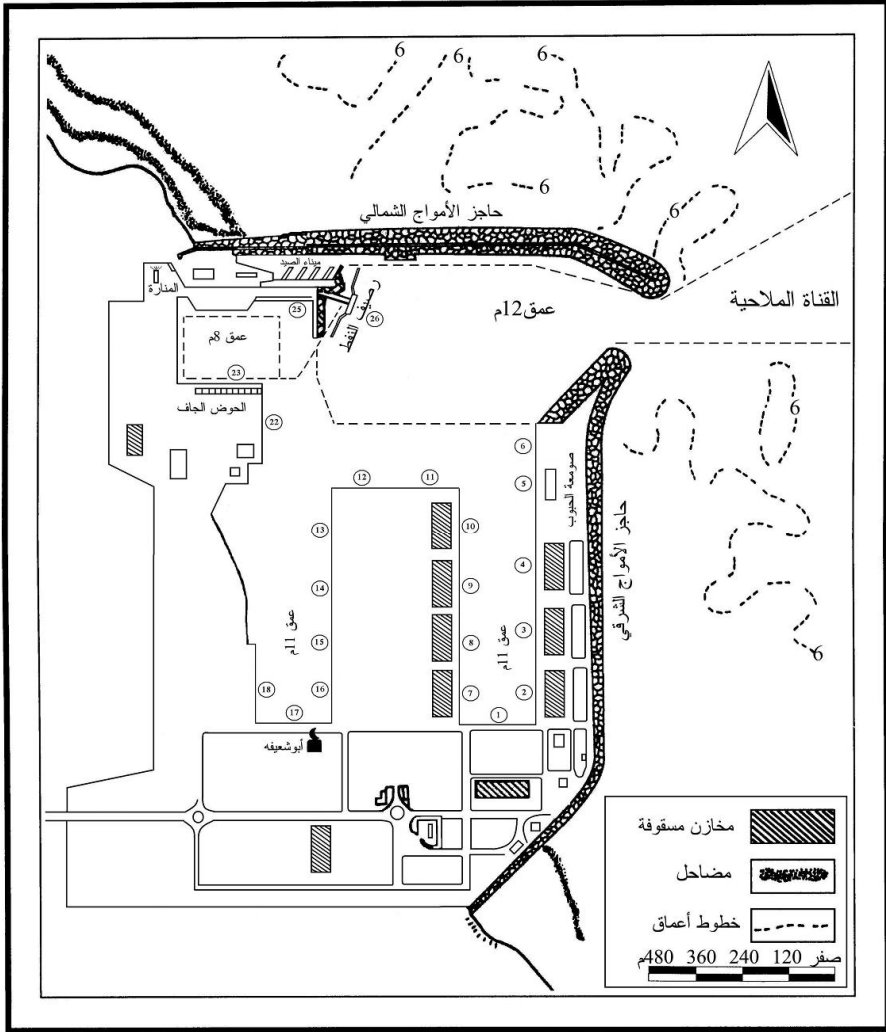 6
6
6
6
6
حاجز الأمواج الشمالي
ميناء الصيد
المنارة
رصيف النفط
25
26
عمق 12م
القناة الملاحية
عمق 8م
23
الحوض الجاف
22
6
5
صومعة الحبوب
حاجز الأمواج الشرقي
12
11
10
13
4
9
14
عمق 11م
15
8
عمق 11م
3
6
18
16
7
2
17
1
أبوشعيفه
مخازن مسقوفة
مضاحل
خطوط أعماق
صفر 120 240 360 480م